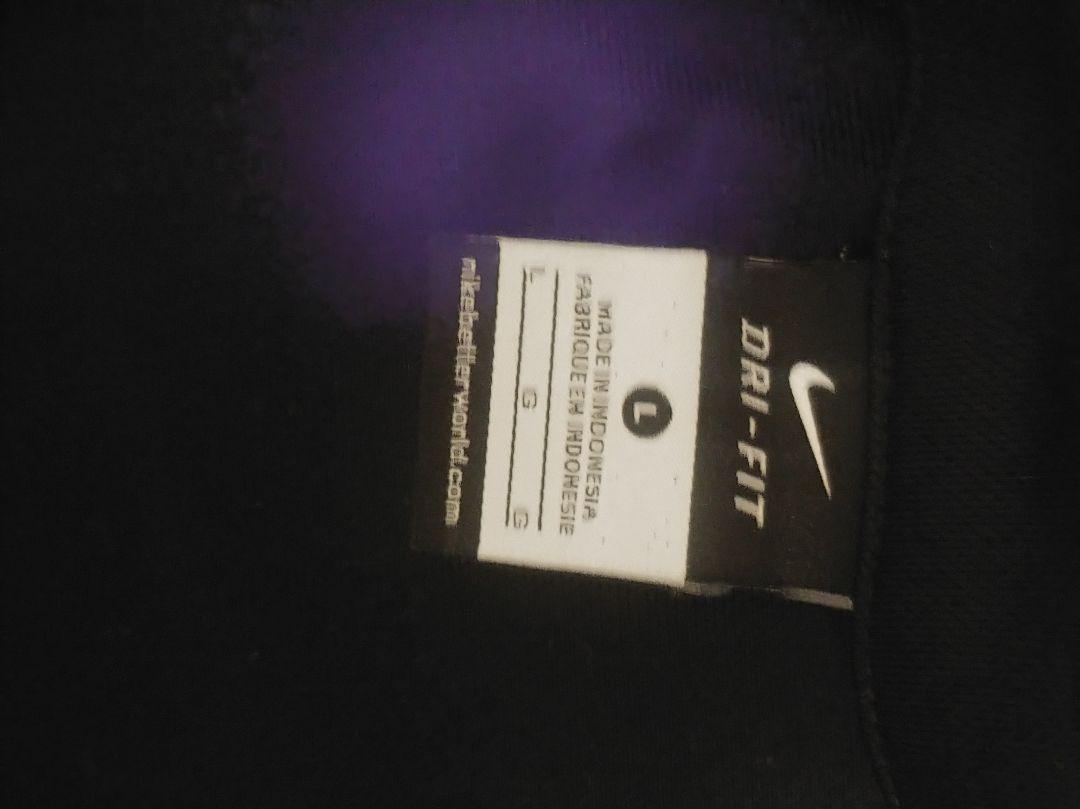 DRI-FIT
L
MADE IN INDONESIA
FABRIQUE EN INDONESIE
L G G
nikebetterworld.com